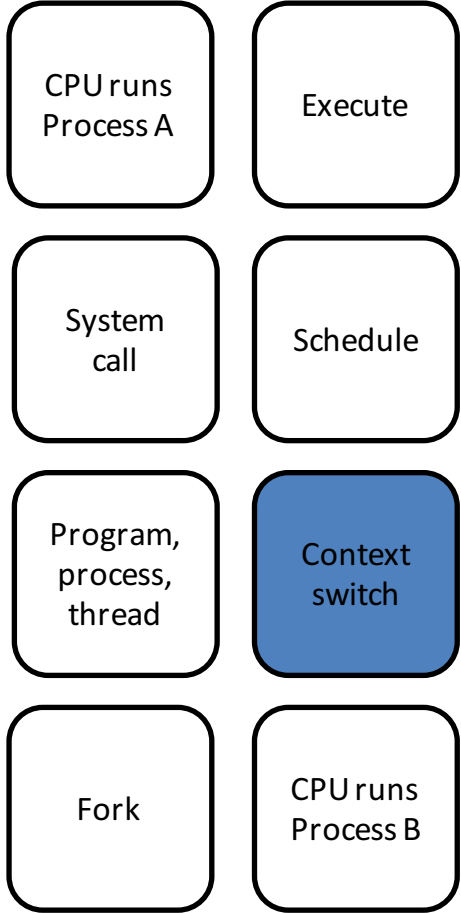 CPU runs
Process A
Execute
System
call
Schedule
Program,
process,
thread
Context
switch
Fork
CPU runs
Process B